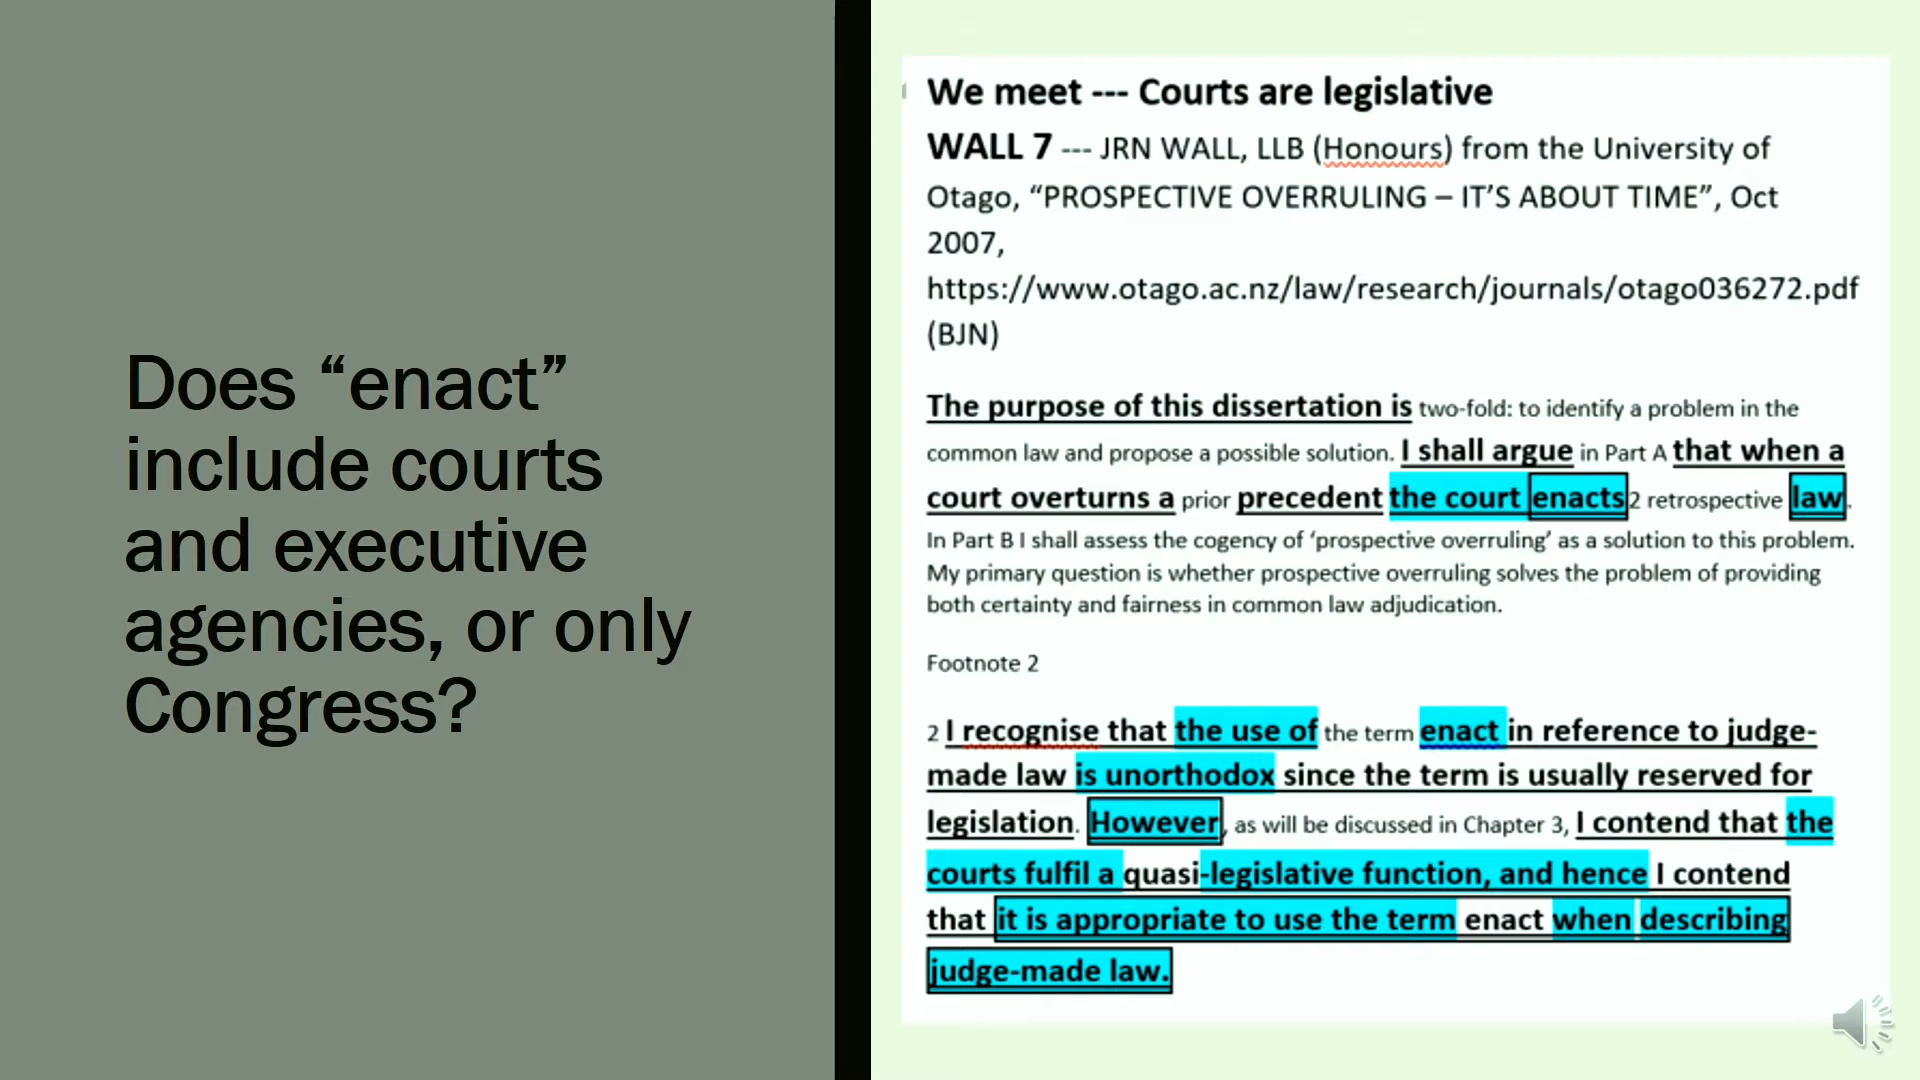 Does “enact”
include courts
and executive
agencies, or only
Congress?
We meet --- Courts are legislative
WALL 7 --- JRN WALL, LLB (Honours) from the University of
Otago, “PROSPECTIVE OVERRULING – IT’S ABOUT TIME”, Oct
2007,
https://www.otago.ac.nz/law/research/journals/otago036272.pdf
(BJN)
The purpose of this dissertation is two-fold: to identify a problem in the
common law and propose a possible solution. I shall argue in Part A that when a
court overturns a prior precedent the court enacts2 retrospective law.
In Part B I shall assess the cogency of ‘prospective overruling’ as a solution to this problem.
My primary question is whether prospective overruling solves the problem of providing
both certainty and fairness in common law adjudication.
Footnote 2
2 I recognise that the use of the term enact in reference to judge-
made law is unorthodox since the term is usually reserved for
legislation. However, as will be discussed in Chapter 3, I contend that the
courts fulfil a quasi-legislative function, and hence I contend
that it is appropriate to use the term enact when describing
judge-made law.